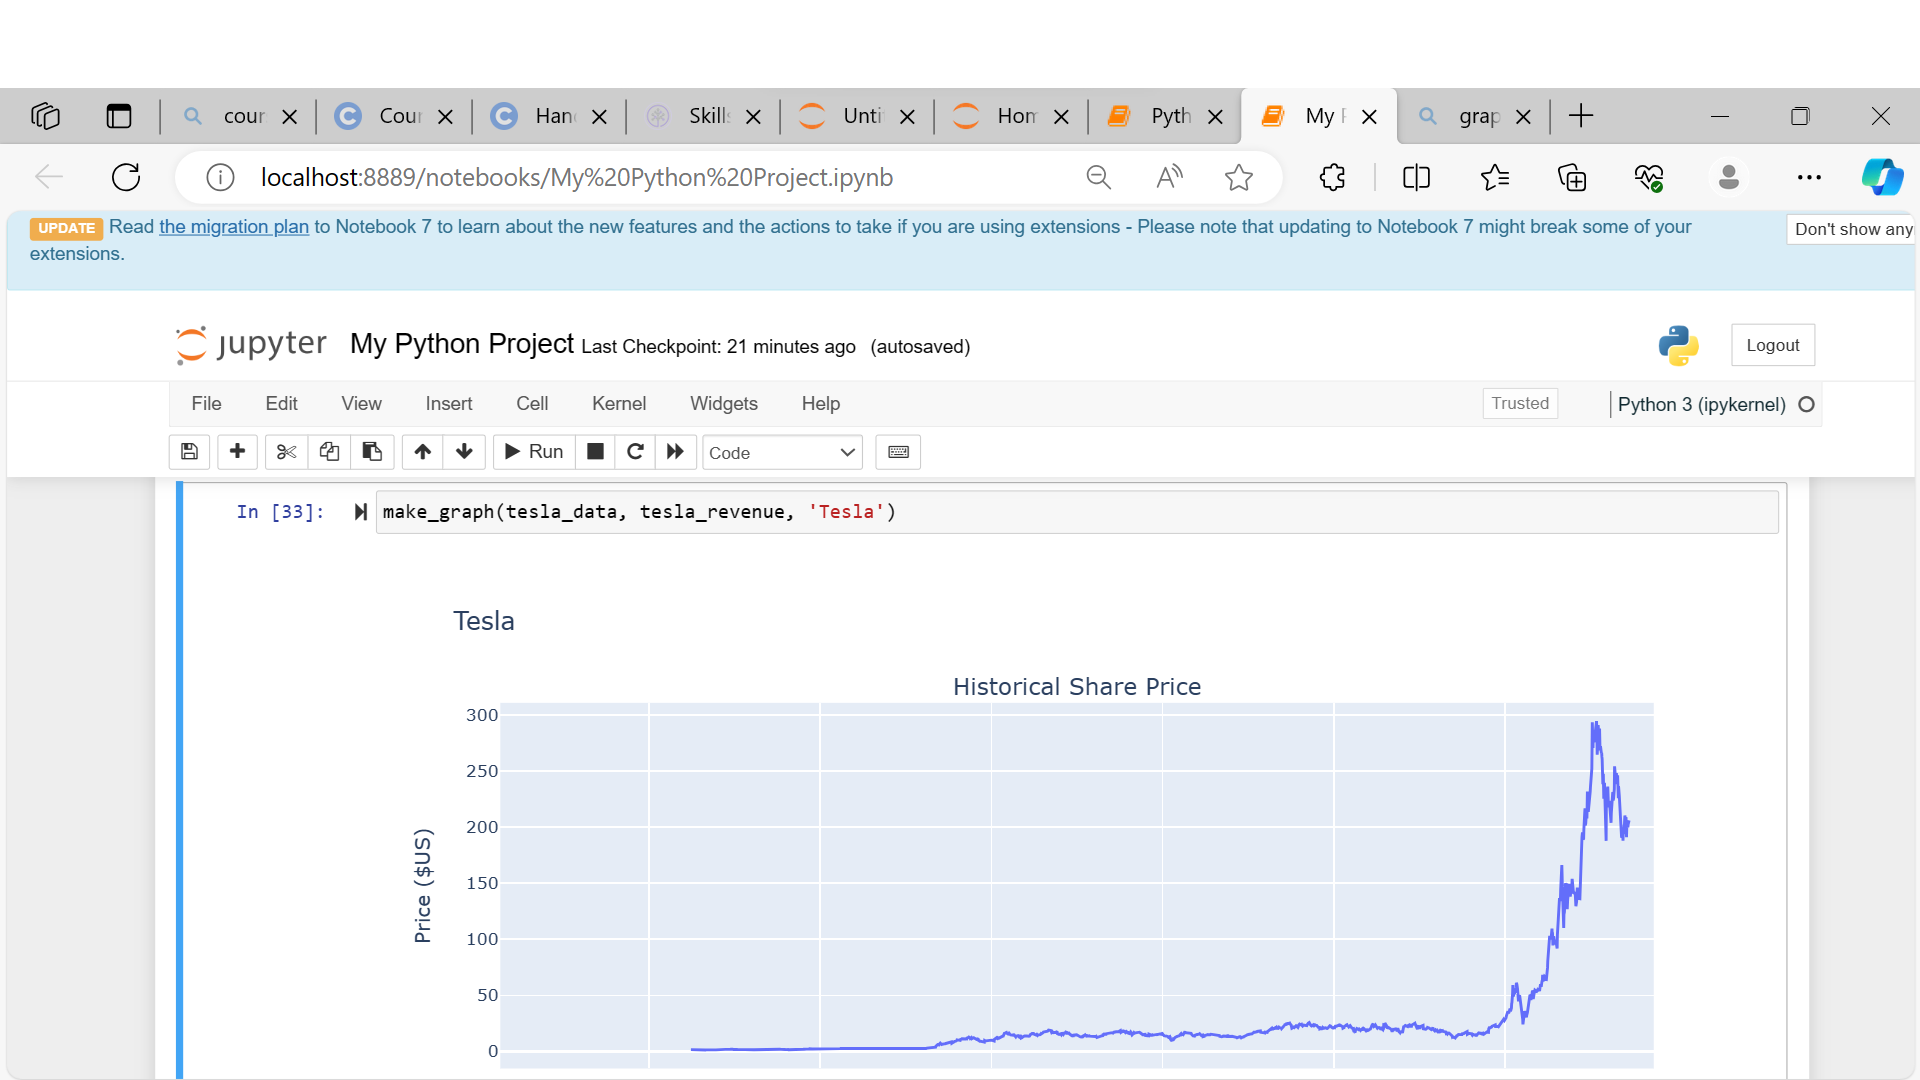 cour
Cour
Han
Skills
Unti
Hom
Pyth
My P
grap
localhost:8889/notebooks/My%20Python%20Project.ipynb
UPDATE Read the migration plan to Notebook 7 to learn about the new features and the actions to take if you are using extensions - Please note that updating to Notebook 7 might break some of your
extensions.
Don't show any
jupyter My Python Project Last Checkpoint: 21 minutes ago (autosaved)
Logout
File Edit View Insert Cell Kernel Widgets Help
Trusted
Python 3 (ipykernel)
Run
Code
In [33]: make_graph(tesla_data, tesla_revenue, 'Tesla')
Tesla
Historical Share Price
Price ($US)
300
250
200
150
100
50
0